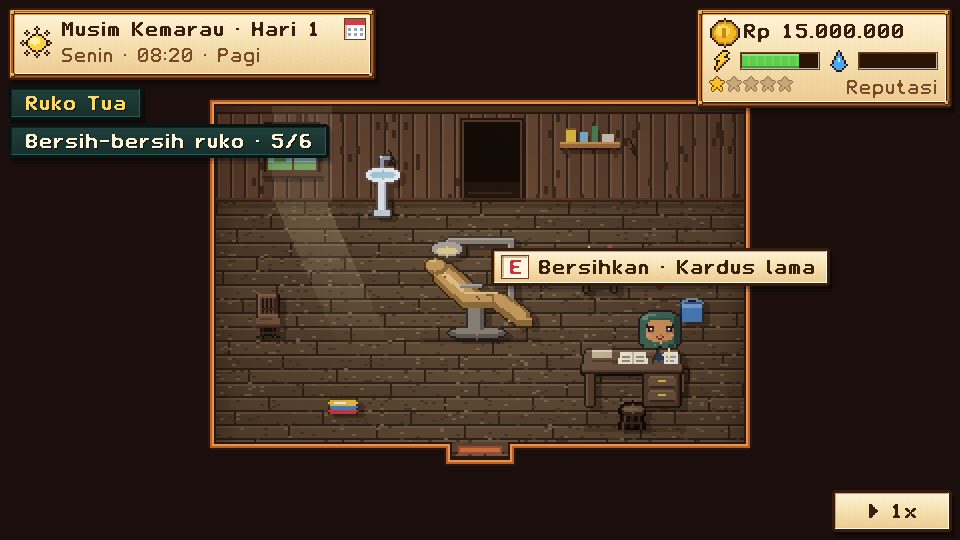 Musim Kemarau · Hari 1
Senin · 08:20 · Pagi
Rp 15.000.000
Reputasi
Ruko Tua
Bersih-bersih ruko · 5/6
E Bersihkan · Kardus lama
1x